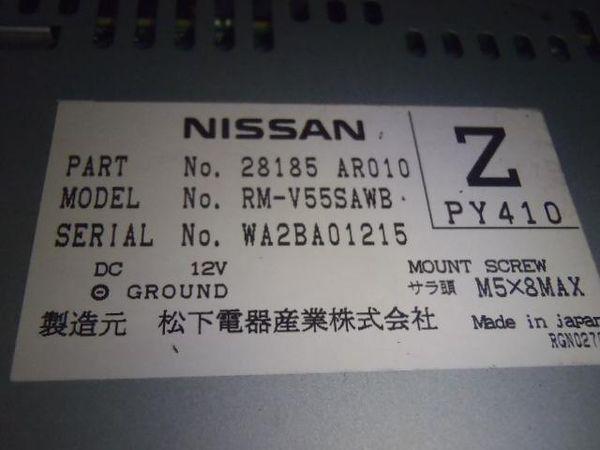 NISSAN
Z
PY410
PART No. 28185 AR010
MODEL No. RM-V55SAWB
SERIAL No. WA2BA01215
DC 12V
⊖ GROUND
MOUNT SCREW
サラ頭 M5×8MAX
製造元 松下電器産業株式会社
Made in japan